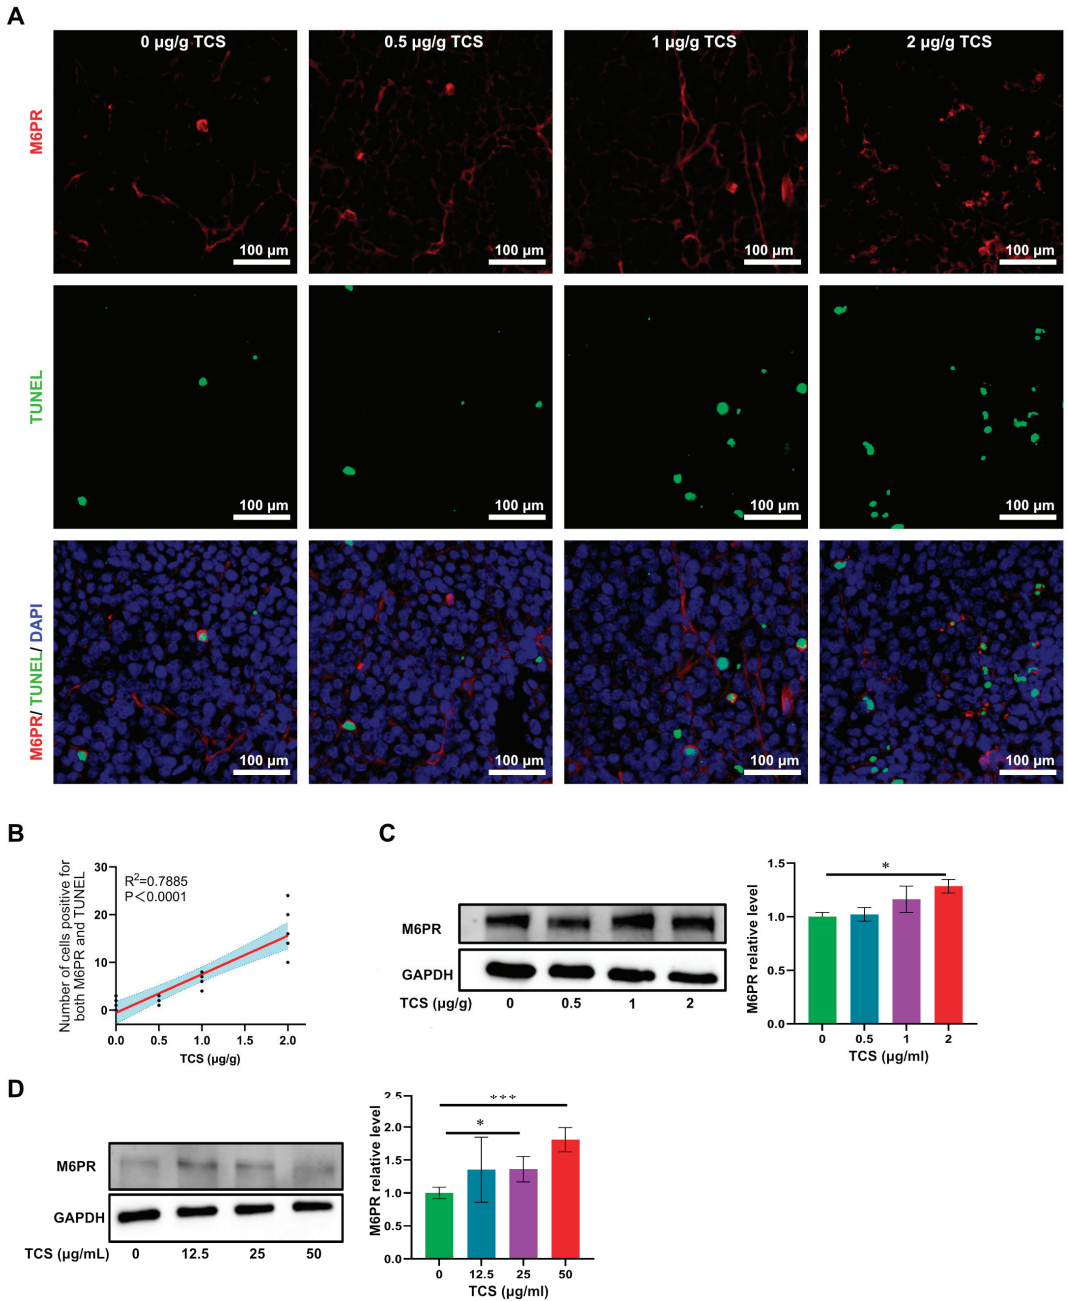 A
0 µg/g TCS
0.5 µg/g TCS
1 µg/g TCS
2 µg/g TCS
M6PR
100 µm
100 µm
100 µm
100 µm
TUNEL
100 µm
100 µm
100 µm
100 µm
M6PR/ TUNEL/ DAPI
100 µm
100 µm
100 µm
100 µm
B
Number of cells positive for
both M6PR and TUNEL
30
20
10
0
R²=0.7885
P<0.0001
0.0
0.5
1.0
1.5
2.0
TCS (µg/g)
C
M6PR
GAPDH
TCS (µg/g)
0
0.5
1
2
M6PR relative level
1.5
1.0
0.5
0.0
*
0
0.5
1
2
TCS (µg/ml)
D
M6PR
GAPDH
TCS (µg/mL)
0
12.5
25
50
M6PR relative level
2.5
2.0
1.5
1.0
0.5
0.0
***
*
0
12.5
25
50
TCS (µg/ml)